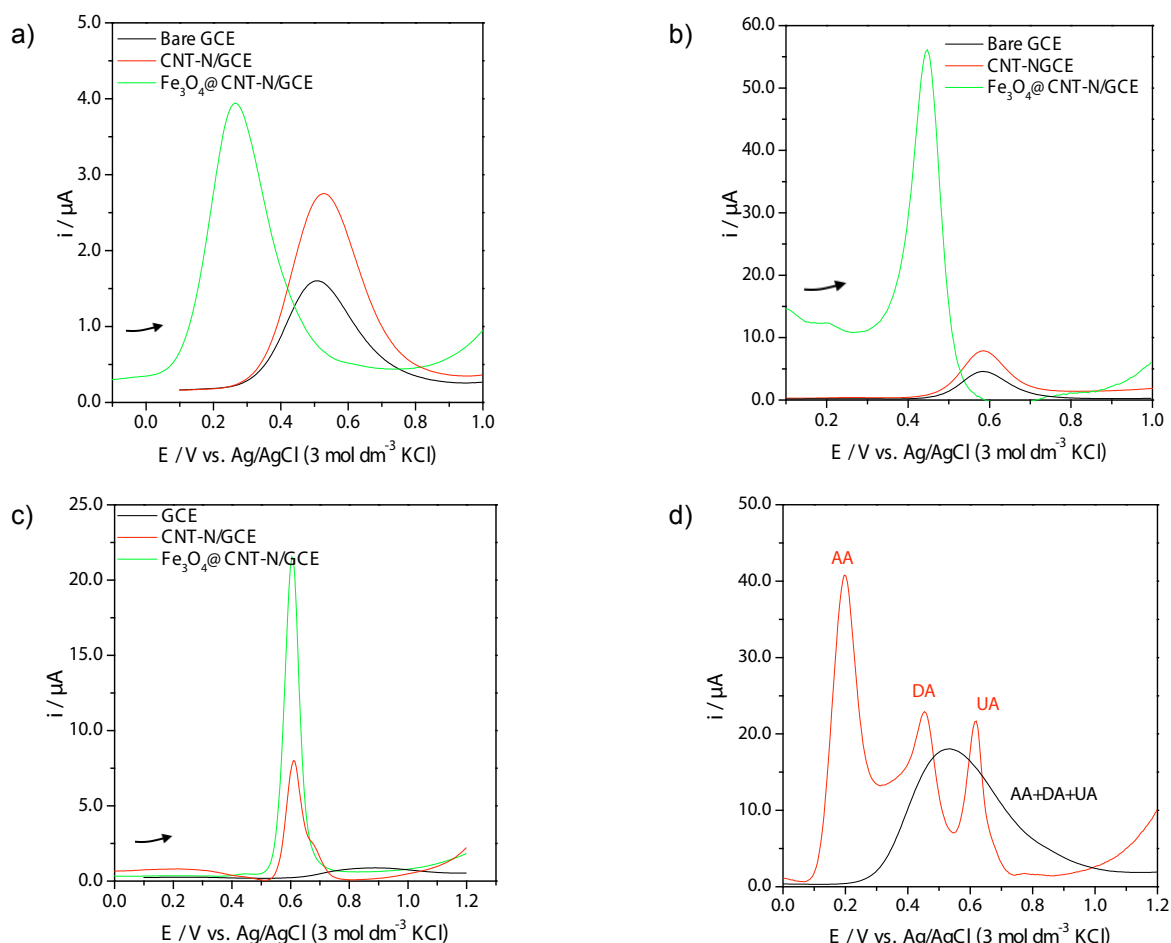 a)
Bare GCE
CNT-N/GCE
Fe3O4@CNT-N/GCE
5.0
4.0
3.0
2.0
1.0
0.0
i / µA
0.0 0.2 0.4 0.6 0.8 1.0
E / V vs. Ag/AgCl (3 mol dm-3 KCl)
b)
Bare GCE
CNT-NGCE
Fe3O4@CNT-N/GCE
60.0
50.0
40.0
30.0
20.0
10.0
0.0
i / µA
0.2 0.4 0.6 0.8 1.0
E / V vs. Ag/AgCl (3 mol dm-3 KCl)
c)
GCE
CNT-N/GCE
Fe3O4@CNT-N/GCE
25.0
20.0
15.0
10.0
5.0
0.0
i / µA
0.0 0.2 0.4 0.6 0.8 1.0 1.2
E / V vs. Ag/AgCl (3 mol dm-3 KCl)
d)
50.0
40.0
30.0
20.0
10.0
0.0
i / µA
AA
DA
UA
AA+DA+UA
0.0 0.2 0.4 0.6 0.8 1.0 1.2
E / V vs. Ag/AgCl (3 mol dm-3 KCl)